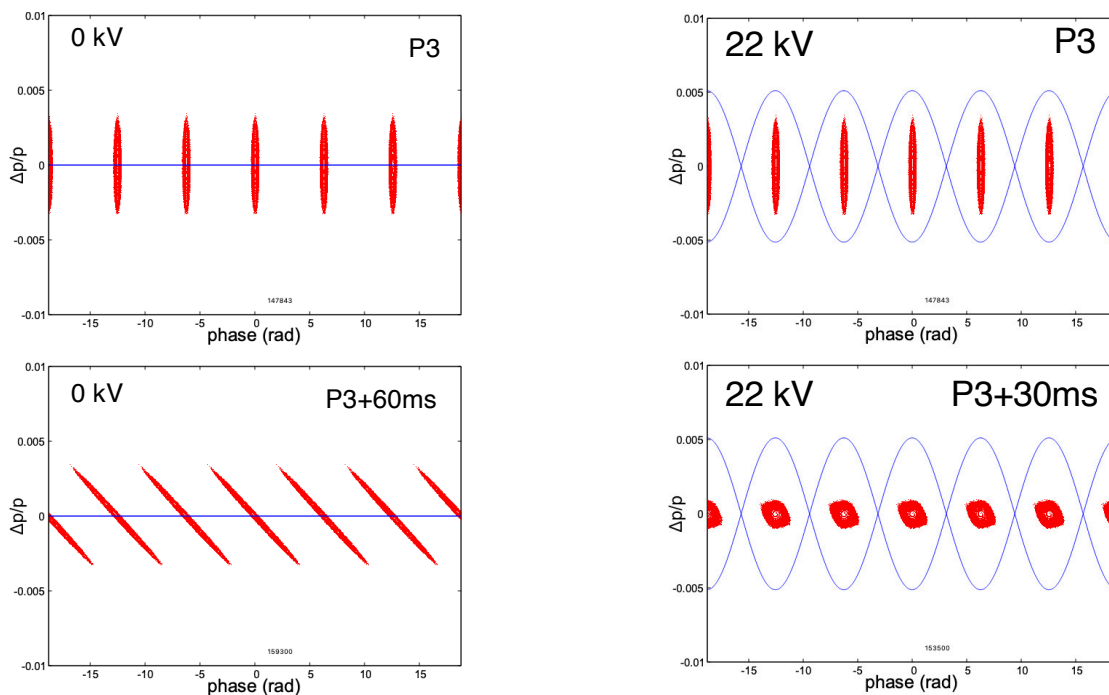 0 kV
P3
0.01
0.005
0
-0.005
-0.01
Δp/p
147843
-15 -10 -5 0 5 10 15
phase (rad)
22 kV
P3
0.01
0.005
0
-0.005
-0.01
Δp/p
147843
-15 -10 -5 0 5 10 15
phase (rad)
0 kV
P3+60ms
0.01
0.005
0
-0.005
-0.01
Δp/p
159300
-15 -10 -5 0 5 10 15
phase (rad)
22 kV
P3+30ms
0.01
0.005
0
-0.005
-0.01
Δp/p
153500
-15 -10 -5 0 5 10 15
phase (rad)